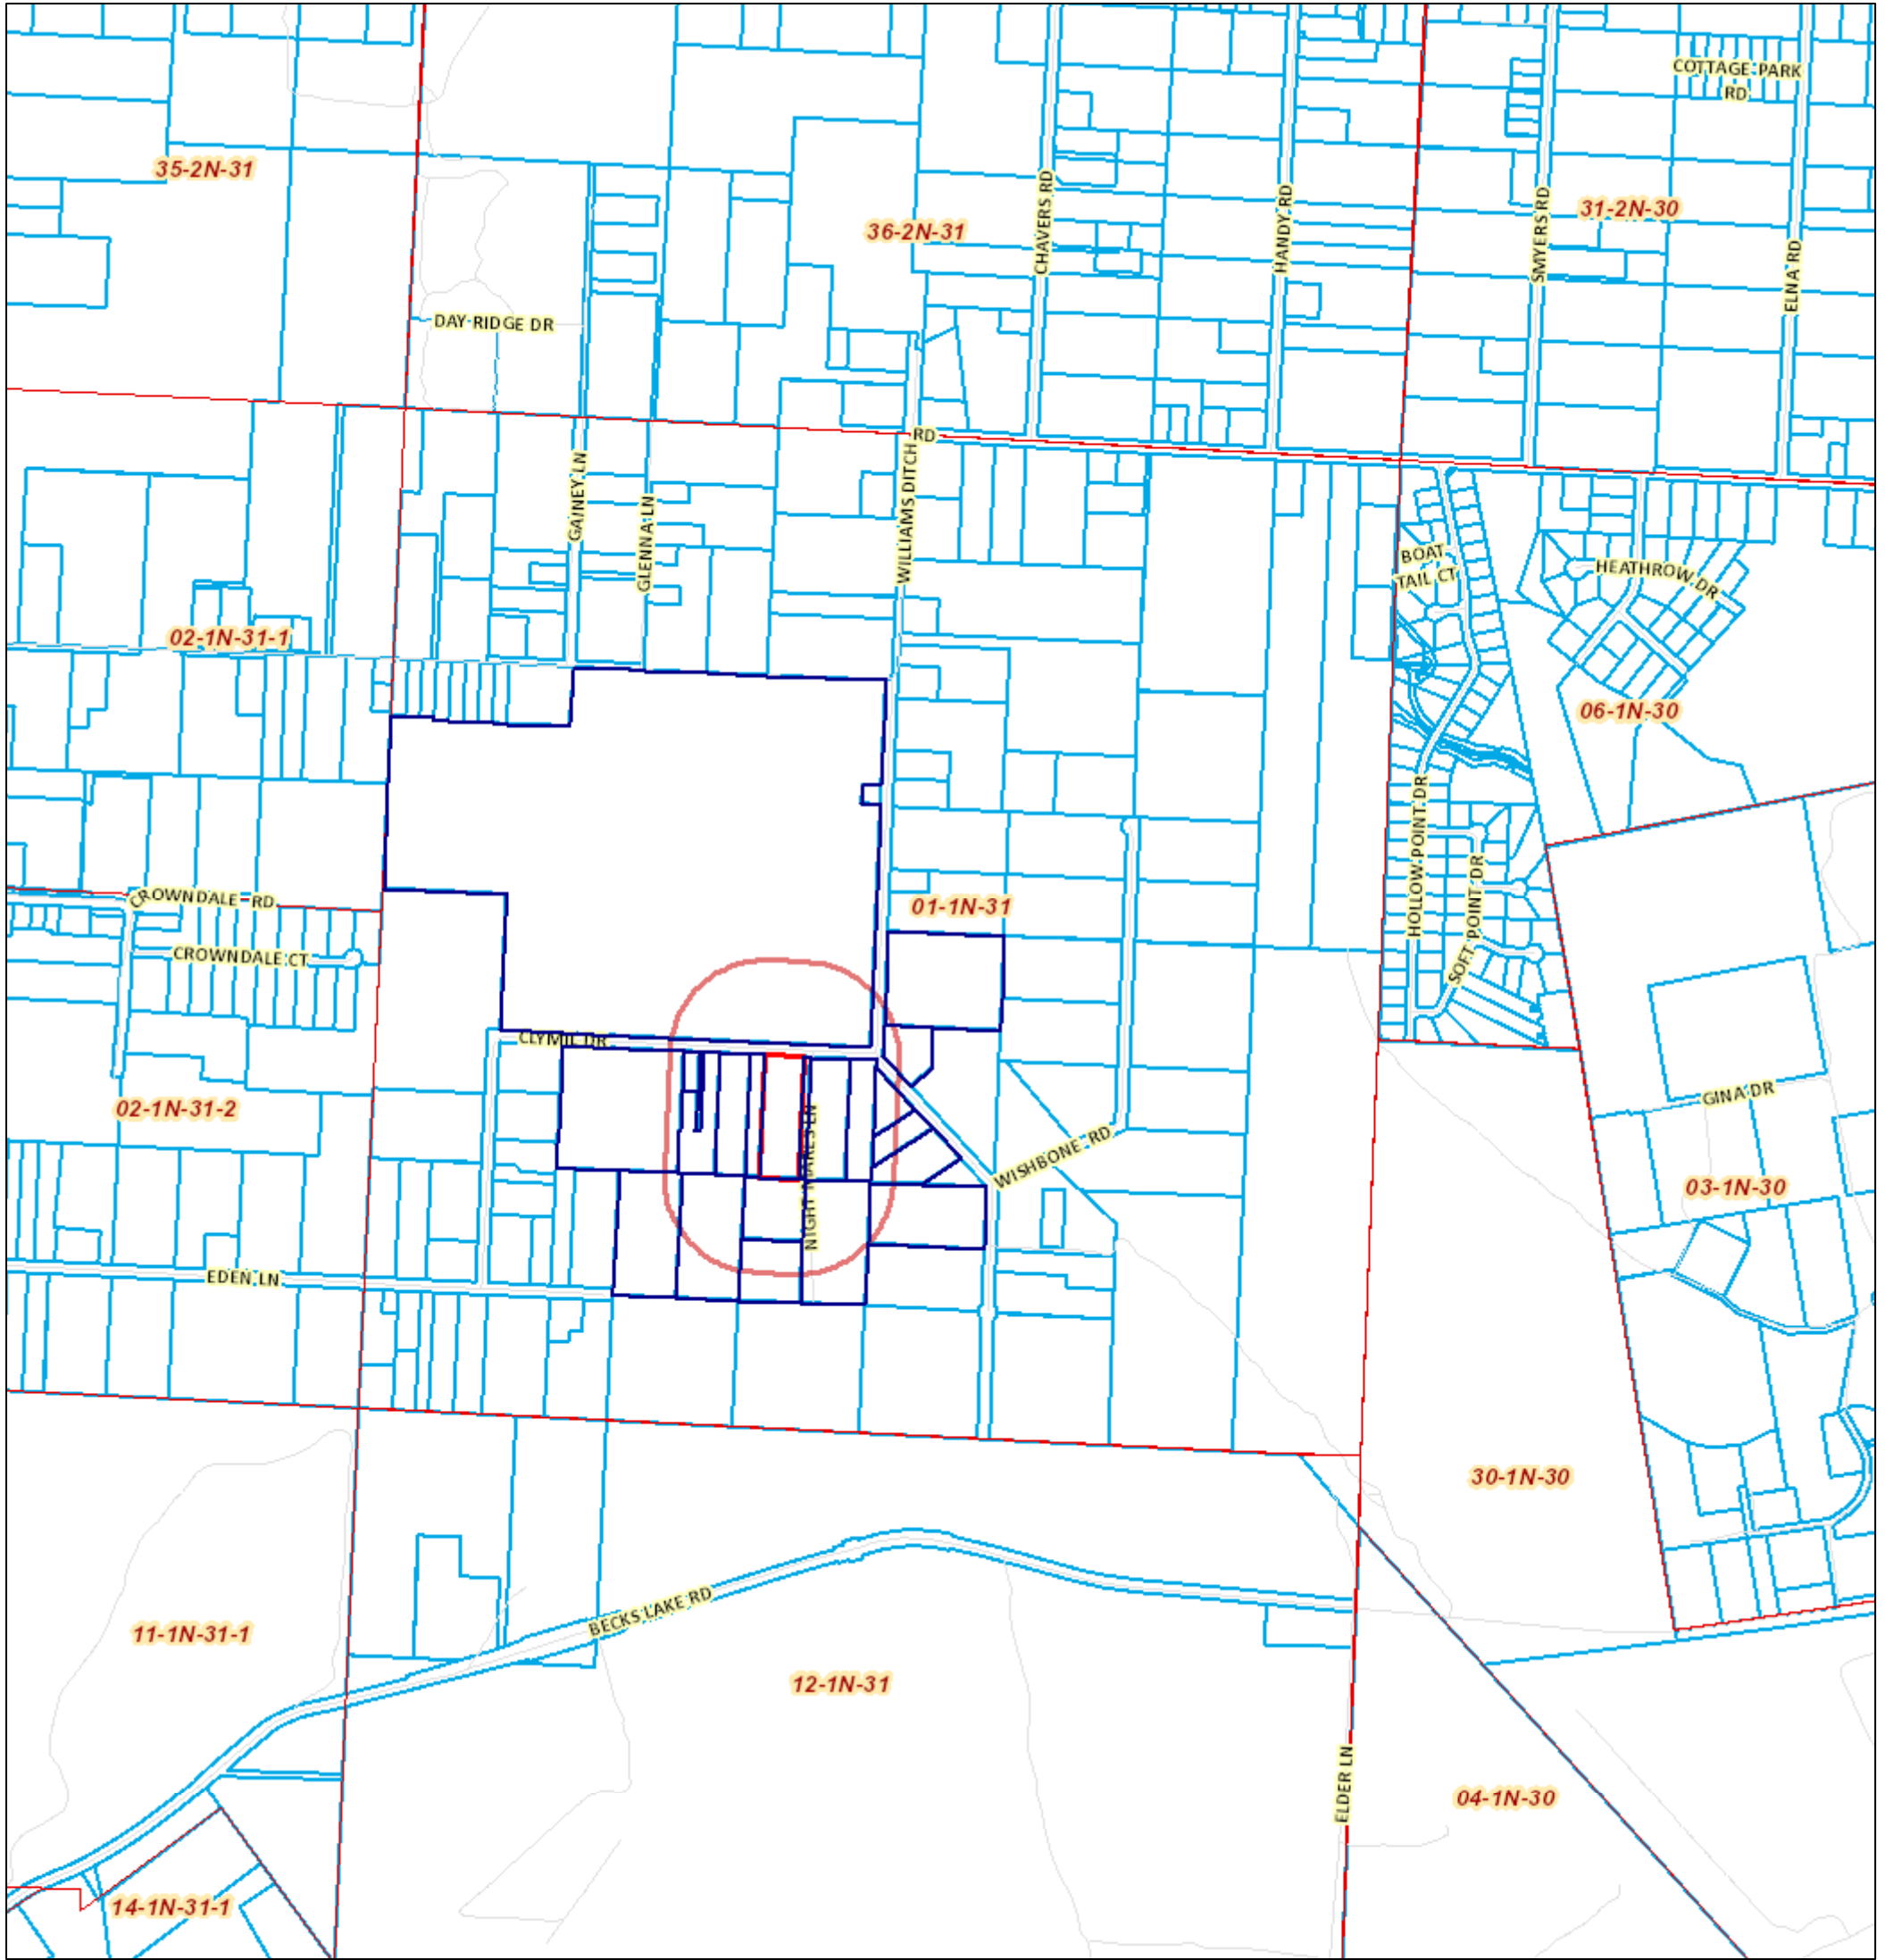 COTTAGE PARK
RD
35-2N-31
31-2N-30
36-2N-31
CHAVERS RD
HANDY RD
SMYERS RD
ELNA RD
DAY RIDGE DR
RD
WILLIAMS DITCH
GAINEY LN
GLENNA LN
BOAT
TAIL CT
HEATHROW DR
02-1N-31-1
06-1N-30
HOLLOW POINT DR
SOFT POINT DR
CROWNDALE RD
01-1N-31
CROWNDALE CT
CLYMIL DR
GINA DR
02-1N-31-2
NIGHT MARES LN
WISHBONE RD
03-1N-30
EDEN LN
30-1N-30
BECKS LAKE RD
11-1N-31-1
12-1N-31
ELDER LN
04-1N-30
14-1N-31-1